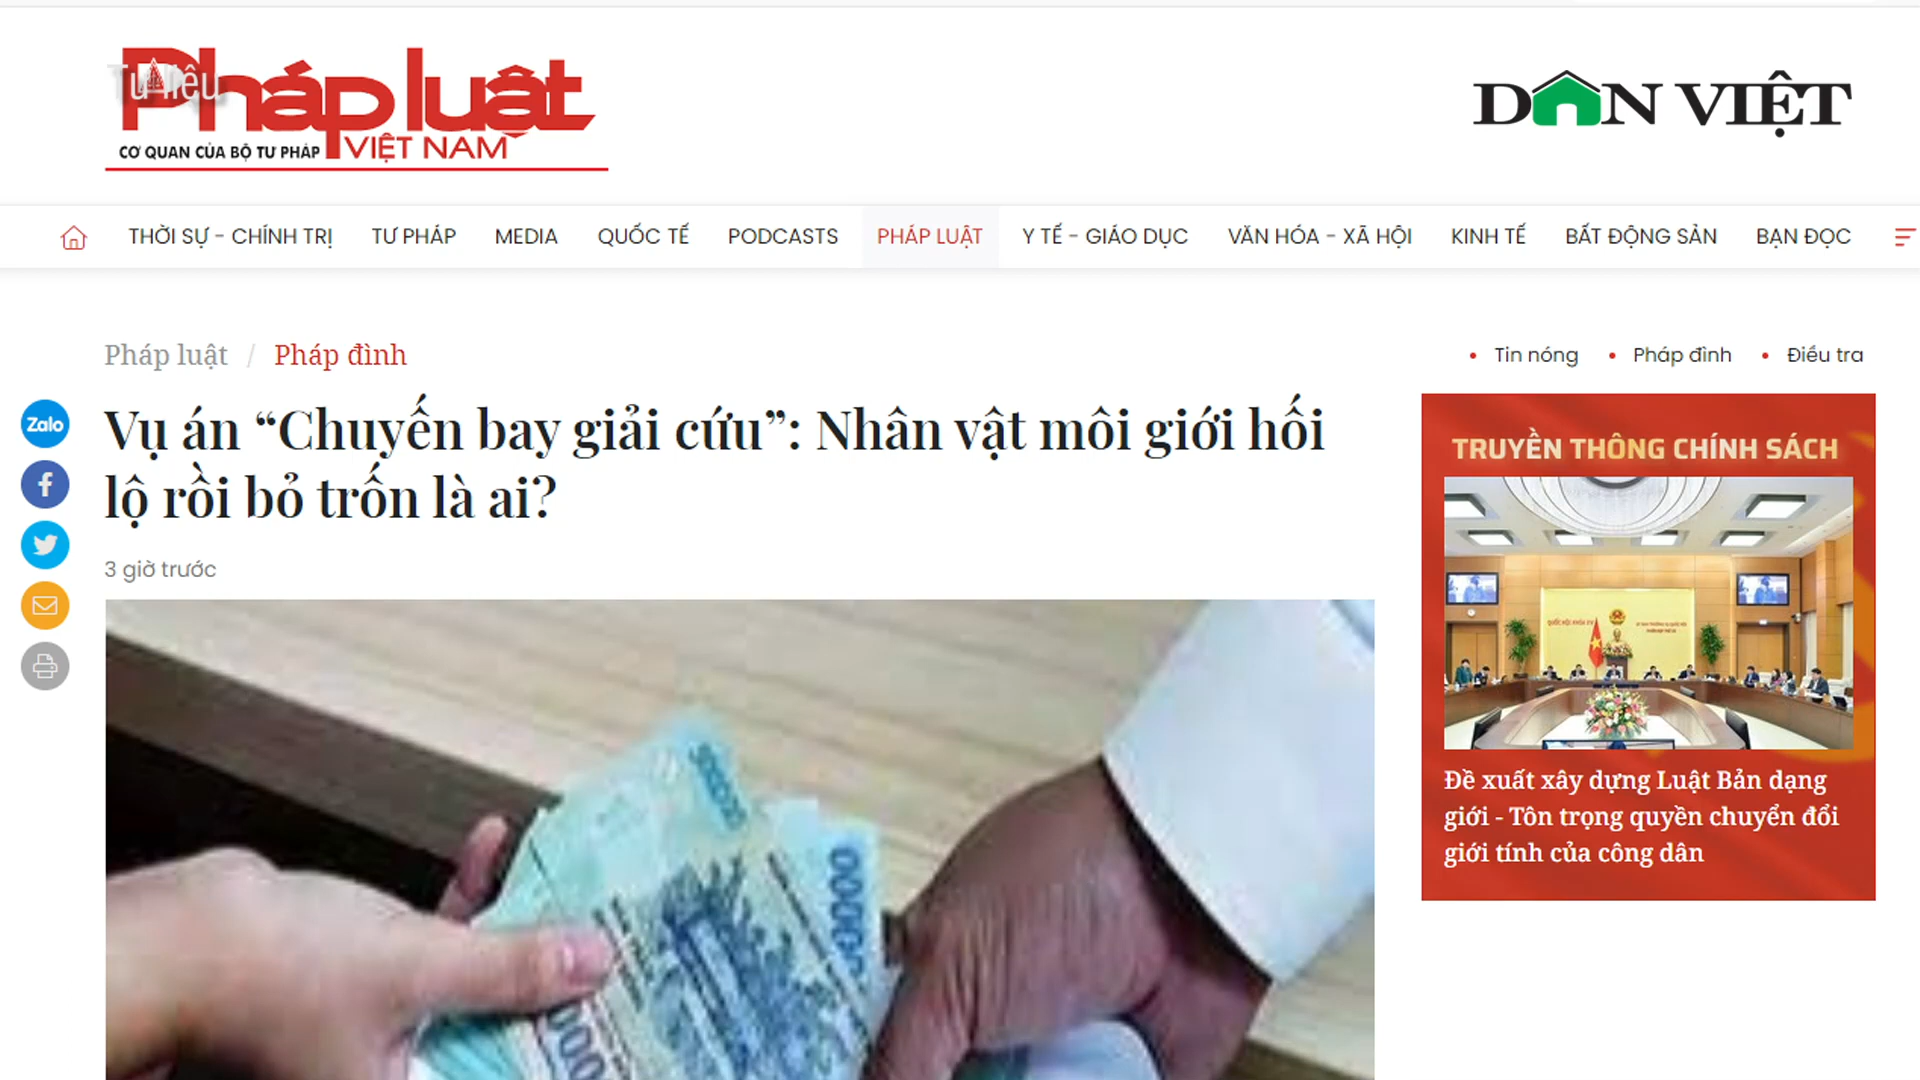 Pháp luật
Tư liệu
CƠ QUAN CỦA BỘ TƯ PHÁP
VIỆT NAM
DÂN VIỆT
THỜI SỰ - CHÍNH TRỊ
TƯ PHÁP
MEDIA
QUỐC TẾ
PODCASTS
PHÁP LUẬT
Y TẾ - GIÁO DỤC
VĂN HÓA - XÃ HỘI
KINH TẾ
BẤT ĐỘNG SẢN
BẠN ĐỌC
Pháp luật / Pháp đình
Tin nóng
Pháp đình
Điều tra
Zalo
Vụ án “Chuyến bay giải cứu”: Nhân vật môi giới hối
lộ rồi bỏ trốn là ai?
3 giờ trước
TRUYỀN THÔNG CHÍNH SÁCH
Đề xuất xây dựng Luật Bản dạng
giới - Tôn trọng quyền chuyển đổi
giới tính của công dân